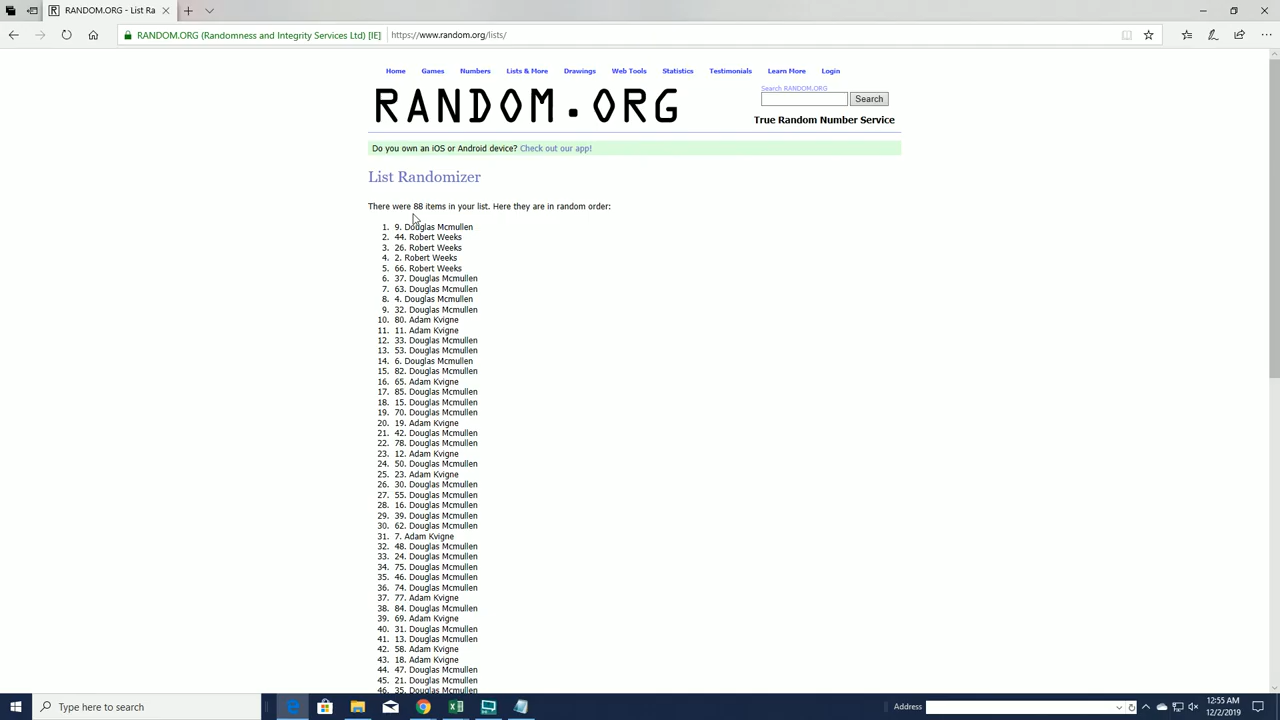 RANDOM.ORG - List Ra
RANDOM.ORG (Randomness and Integrity Services Ltd) [IE]
https://www.random.org/lists/
Home Games Numbers Lists & More Drawings Web Tools Statistics Testimonials Learn More Login
RANDOM.ORG
Search RANDOM.ORG
Search
True Random Number Service
Do you own an iOS or Android device? Check out our app!
List Randomizer
There were 88 items in your list. Here they are in random order:
1. 9. Douglas Mcmullen
2. 44. Robert Weeks
3. 26. Robert Weeks
4. 2. Robert Weeks
5. 66. Robert Weeks
6. 37. Douglas Mcmullen
7. 63. Douglas Mcmullen
8. 4. Douglas Mcmullen
9. 32. Douglas Mcmullen
10. 80. Adam Kvigne
11. 11. Adam Kvigne
12. 33. Douglas Mcmullen
13. 53. Douglas Mcmullen
14. 6. Douglas Mcmullen
15. 82. Douglas Mcmullen
16. 65. Adam Kvigne
17. 85. Douglas Mcmullen
18. 15. Douglas Mcmullen
19. 70. Douglas Mcmullen
20. 19. Adam Kvigne
21. 42. Douglas Mcmullen
22. 78. Douglas Mcmullen
23. 12. Adam Kvigne
24. 50. Douglas Mcmullen
25. 23. Adam Kvigne
26. 30. Douglas Mcmullen
27. 55. Douglas Mcmullen
28. 16. Douglas Mcmullen
29. 39. Douglas Mcmullen
30. 62. Douglas Mcmullen
31. 7. Adam Kvigne
32. 48. Douglas Mcmullen
33. 24. Douglas Mcmullen
34. 75. Douglas Mcmullen
35. 46. Douglas Mcmullen
36. 74. Douglas Mcmullen
37. 77. Adam Kvigne
38. 84. Douglas Mcmullen
39. 69. Adam Kvigne
40. 31. Douglas Mcmullen
41. 13. Douglas Mcmullen
42. 58. Adam Kvigne
43. 18. Adam Kvigne
44. 47. Douglas Mcmullen
45. 21. Douglas Mcmullen
46. 35. Douglas Mcmullen
Type here to search
Address
12:55 AM
12/2/2019